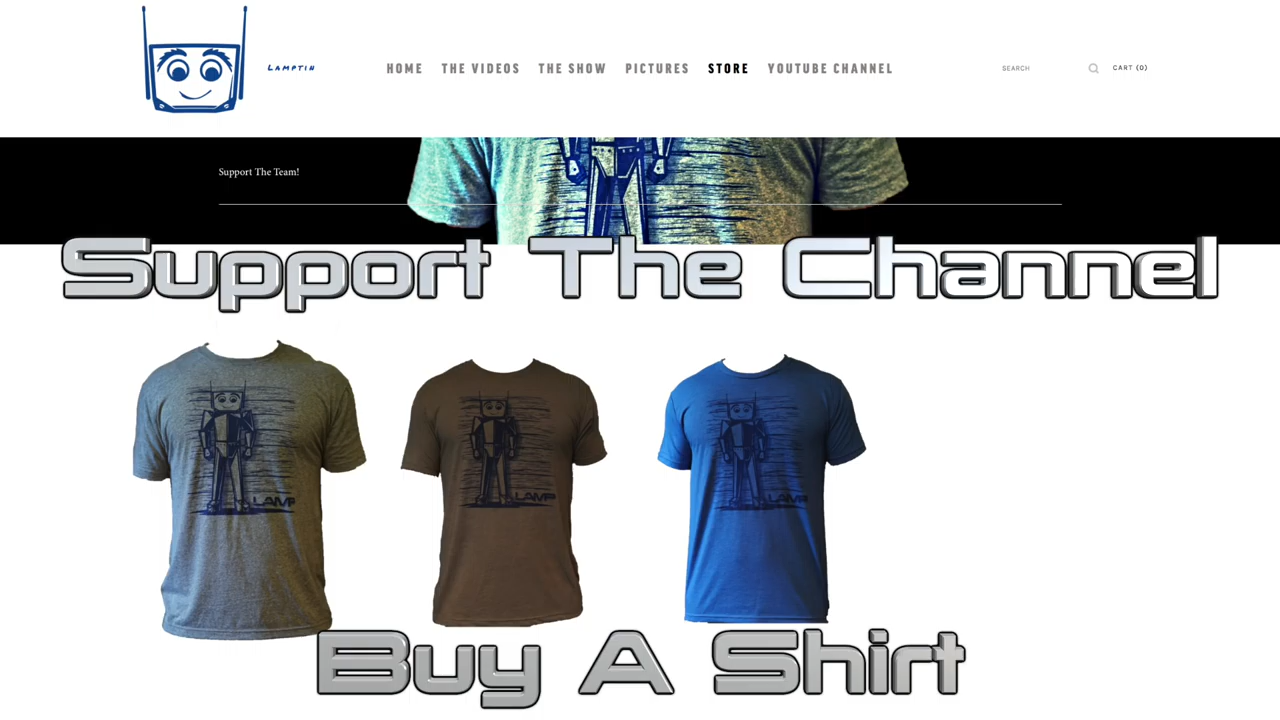 Lamptin
HOME THE VIDEOS THE SHOW PICTURES STORE YOUTUBE CHANNEL
SEARCH
CART (0)
Support The Team!
Support The Channel
LAMP
LAMP
LAMP
Buy A Shirt